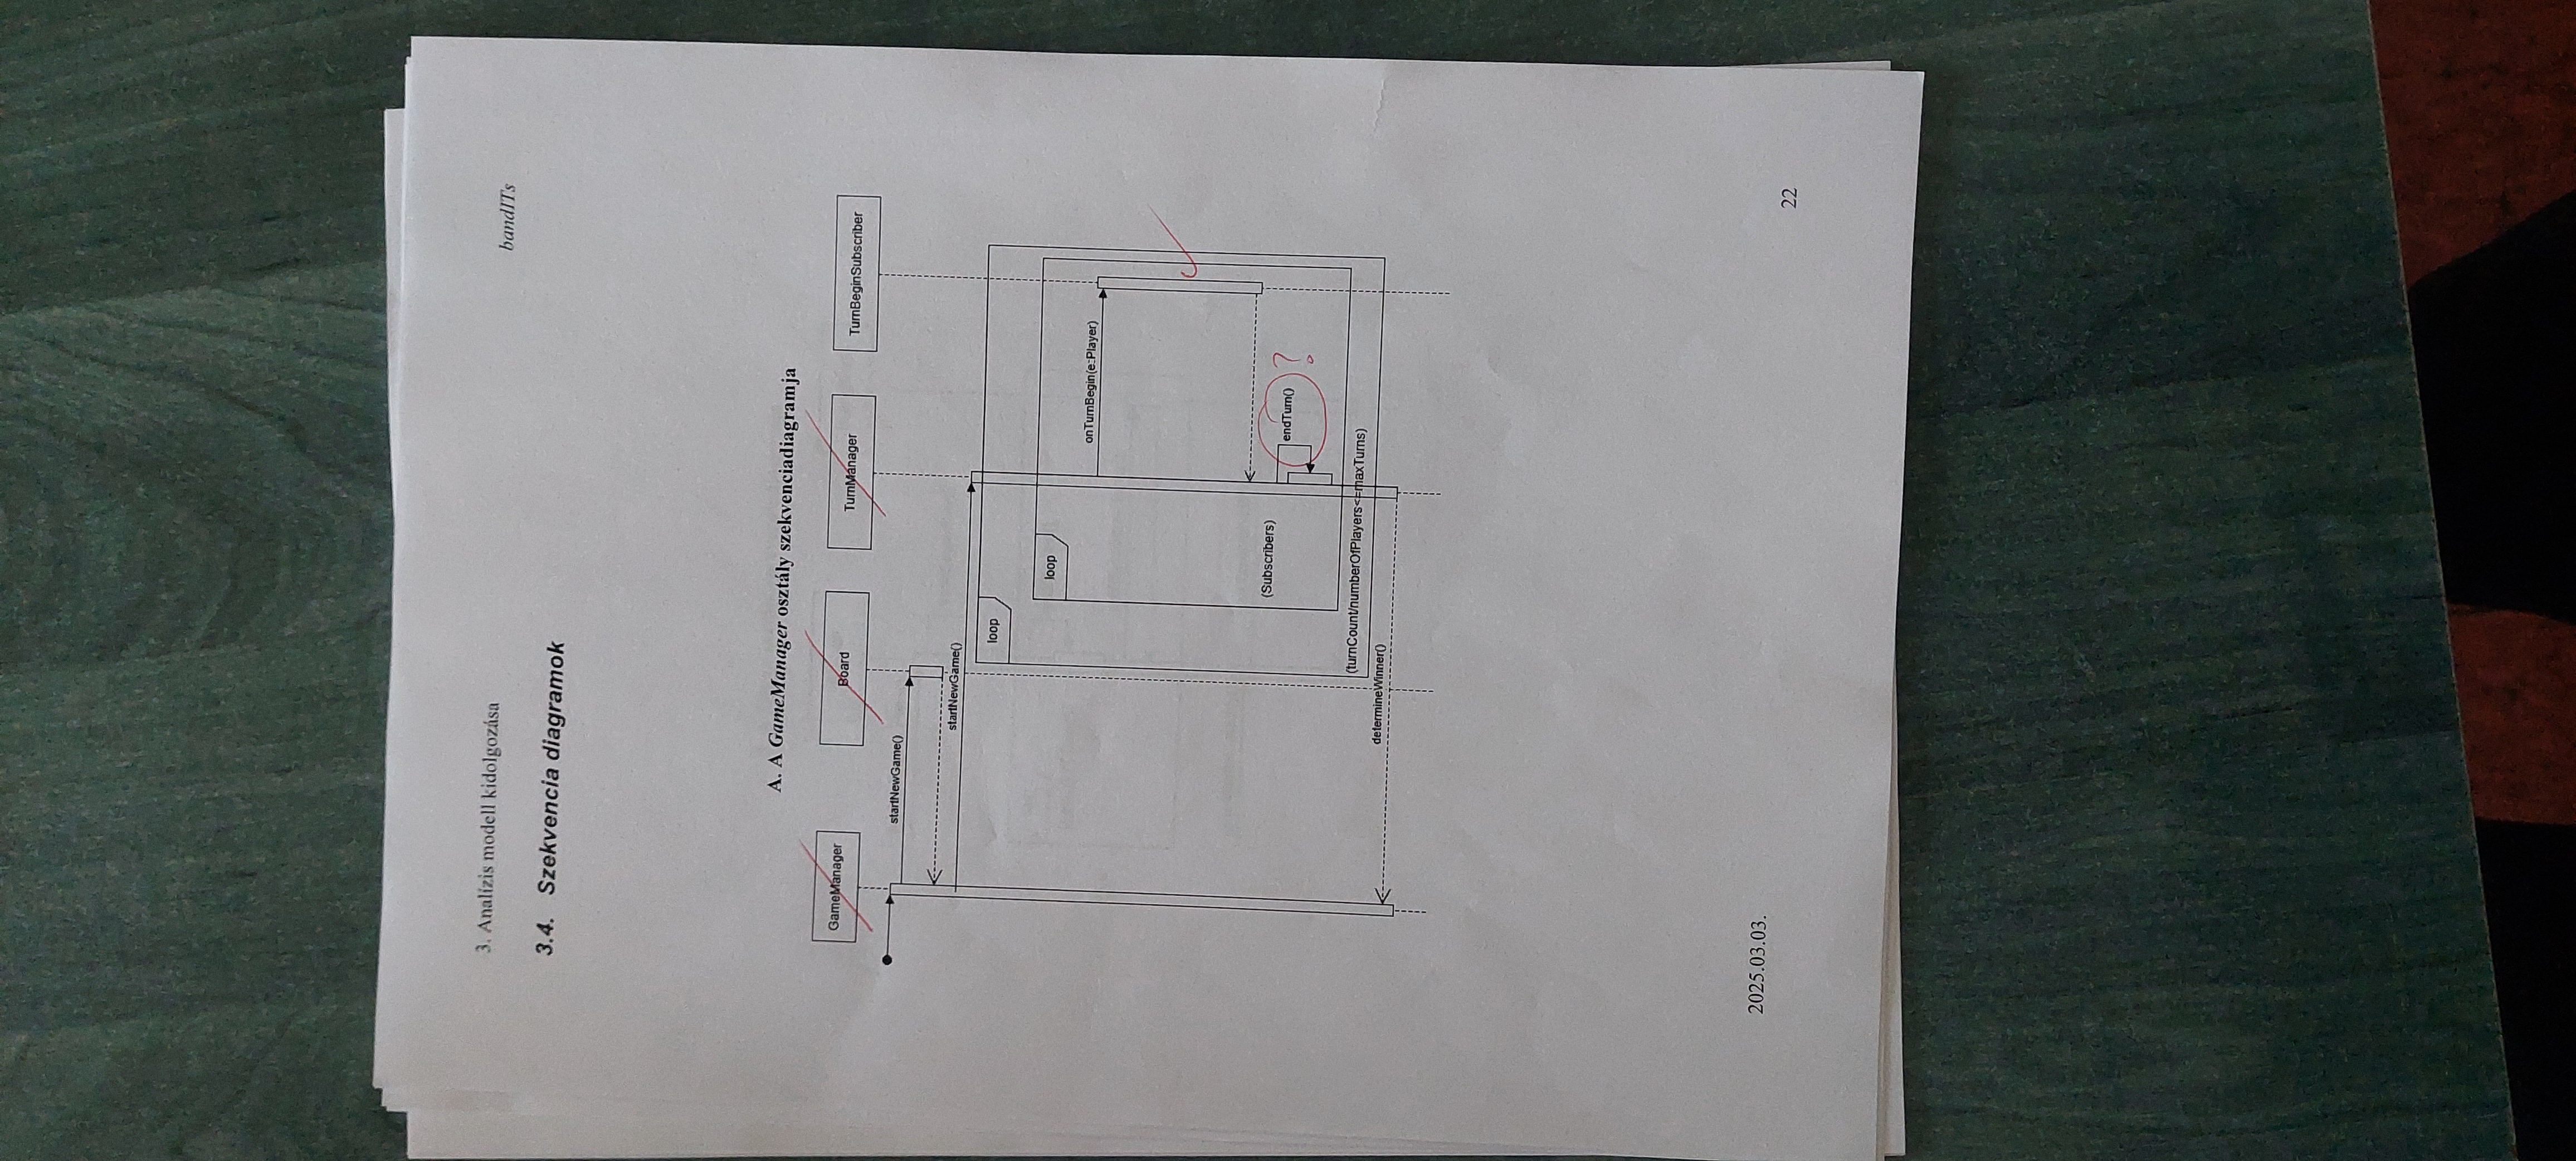 3. Analízis modell kidolgozása
bandITs
3.4. Szekvencia diagramok
A. A GameManager osztály szekvenciadiagramja
GameManager
Board
TurnManager
TurnBeginSubscriber
startNewGame()
startNewGame()
loop
loop
onTurnBegin(e:Player)
(Subscribers)
endTurn()
?
(turnCount/numberOfPlayers<=maxTurns)
determineWinner()
2025.03.03.
22